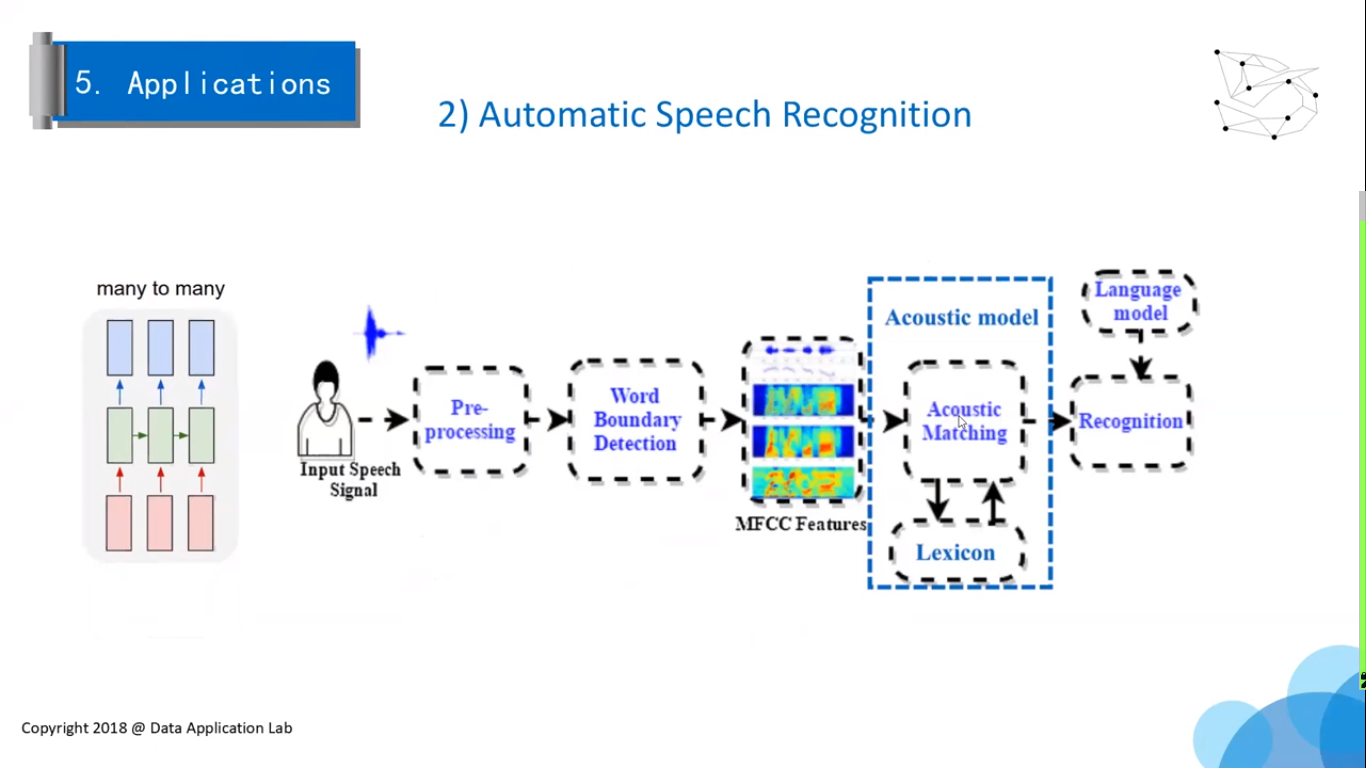 5. Applications
2) Automatic Speech Recognition
many to many
Input Speech
Signal
Pre-
processing
Word
Boundary
Detection
MFCC Features
Acoustic model
Acoustic
Matching
Lexicon
Language
model
Recognition
Copyright 2018 @ Data Application Lab